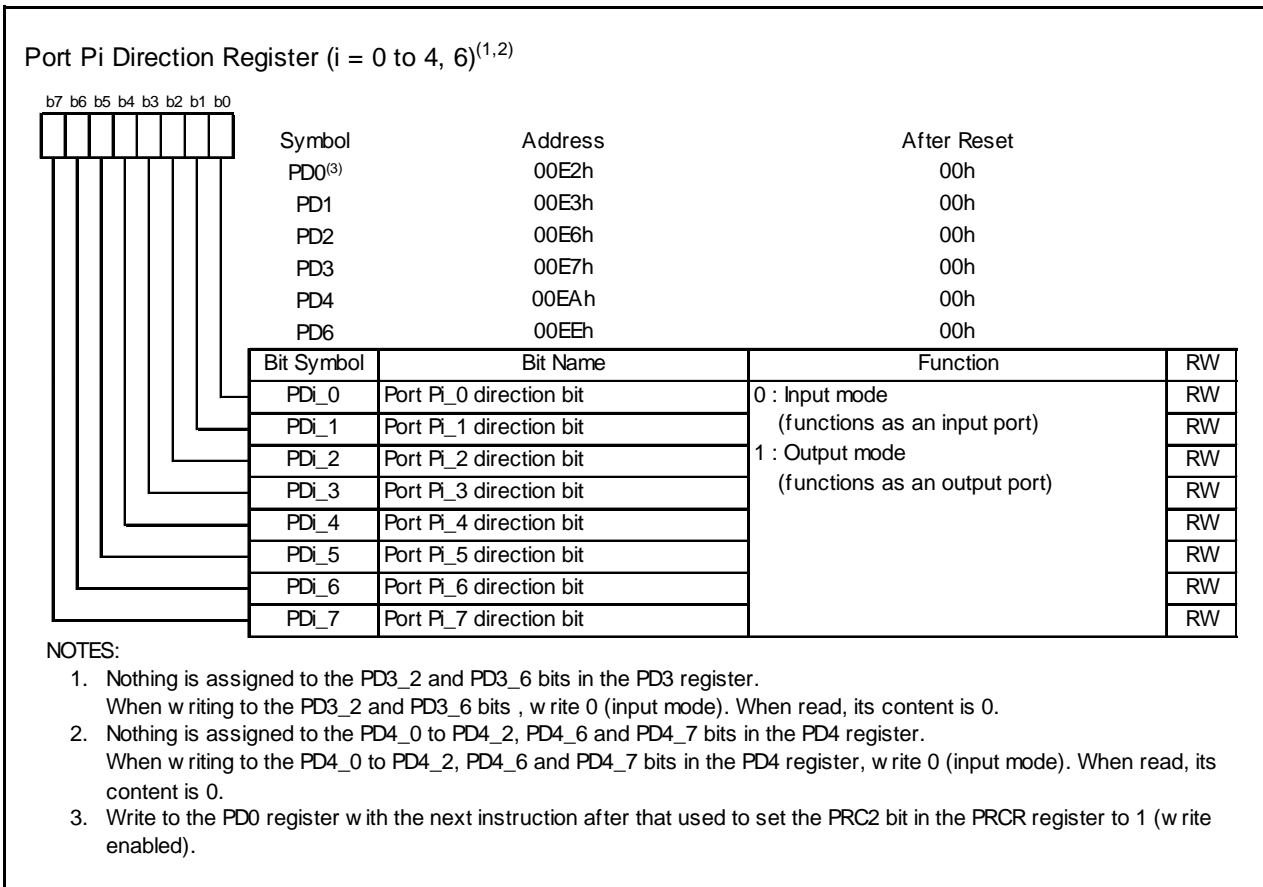 Port Pi Direction Register (i = 0 to 4, 6)(1,2)
b7 b6 b5 b4 b3 b2 b1 b0
Symbol Address After Reset
PD0(3) 00E2h 00h
PD1 00E3h 00h
PD2 00E6h 00h
PD3 00E7h 00h
PD4 00EAh 00h
PD6 00EEh 00h
Bit Symbol Bit Name Function RW
PDi_0 Port Pi_0 direction bit 0 : Input mode RW
PDi_1 Port Pi_1 direction bit (functions as an input port) RW
PDi_2 Port Pi_2 direction bit 1 : Output mode RW
PDi_3 Port Pi_3 direction bit (functions as an output port) RW
PDi_4 Port Pi_4 direction bit RW
PDi_5 Port Pi_5 direction bit RW
PDi_6 Port Pi_6 direction bit RW
PDi_7 Port Pi_7 direction bit RW
NOTES:
1. Nothing is assigned to the PD3_2 and PD3_6 bits in the PD3 register.
When writing to the PD3_2 and PD3_6 bits , write 0 (input mode). When read, its content is 0.
2. Nothing is assigned to the PD4_0 to PD4_2, PD4_6 and PD4_7 bits in the PD4 register.
When writing to the PD4_0 to PD4_2, PD4_6 and PD4_7 bits in the PD4 register, write 0 (input mode). When read, its
content is 0.
3. Write to the PD0 register with the next instruction after that used to set the PRC2 bit in the PRCR register to 1 (write
enabled).